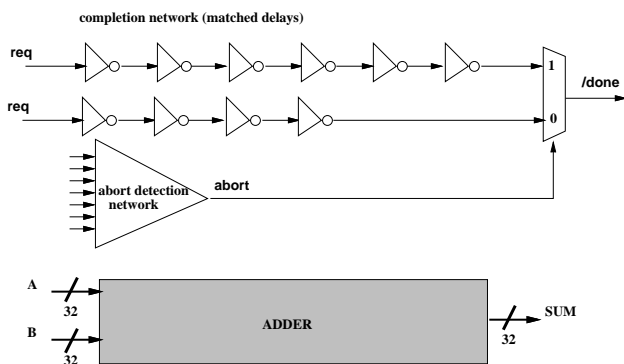 completion network (matched delays)
req
1
/done
req
0
abort detection
network
abort
A
32
ADDER
32
SUM
B
32